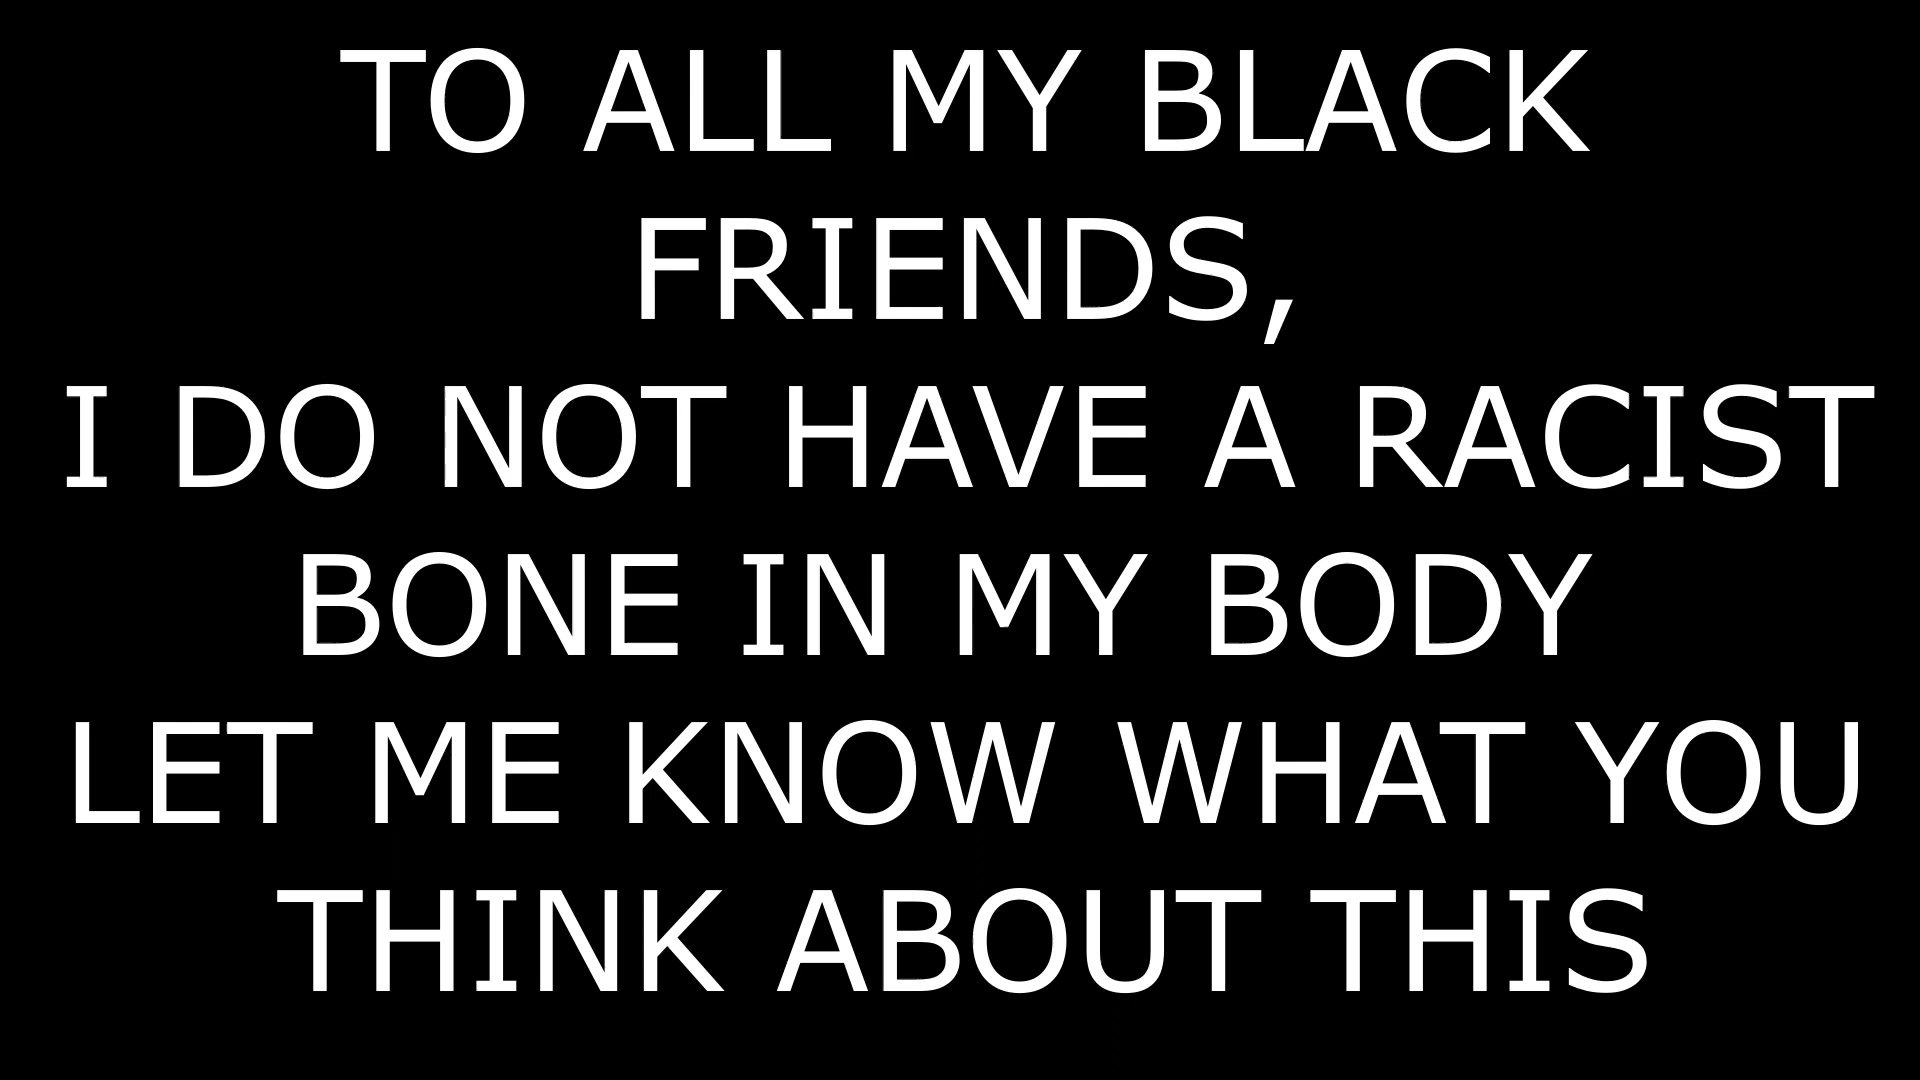 TO ALL MY BLACK
FRIENDS,
I DO NOT HAVE A RACIST
BONE IN MY BODY
LET ME KNOW WHAT YOU
THINK ABOUT THIS